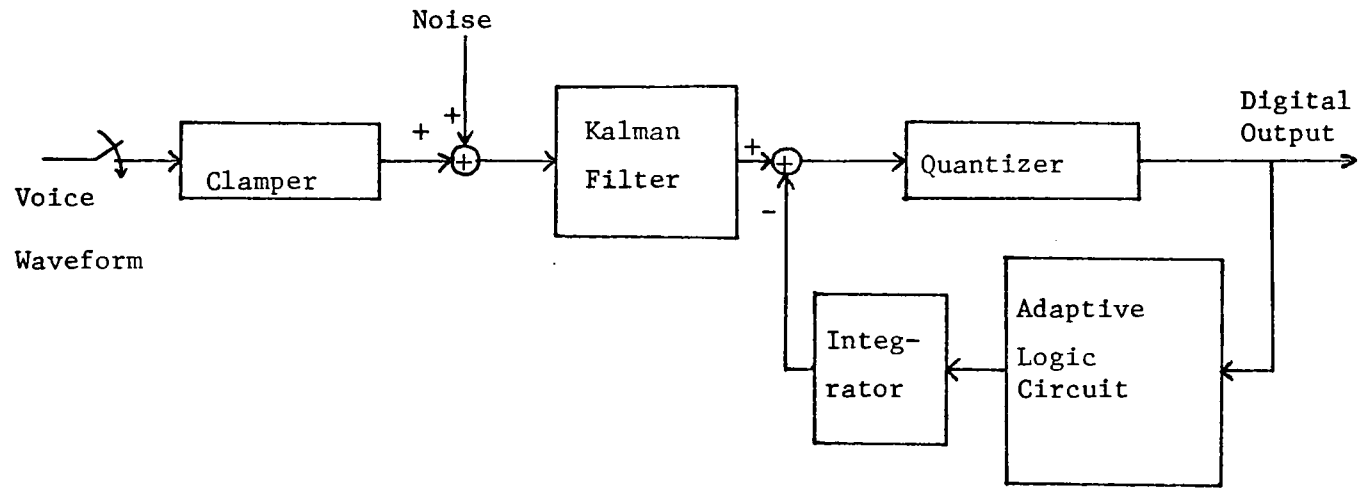 Noise
Digital
Output
Voice
Waveform
Clamper
+
+
+
Kalman
Filter
+
+
-
Quantizer
Integ-
rator
Adaptive
Logic
Circuit